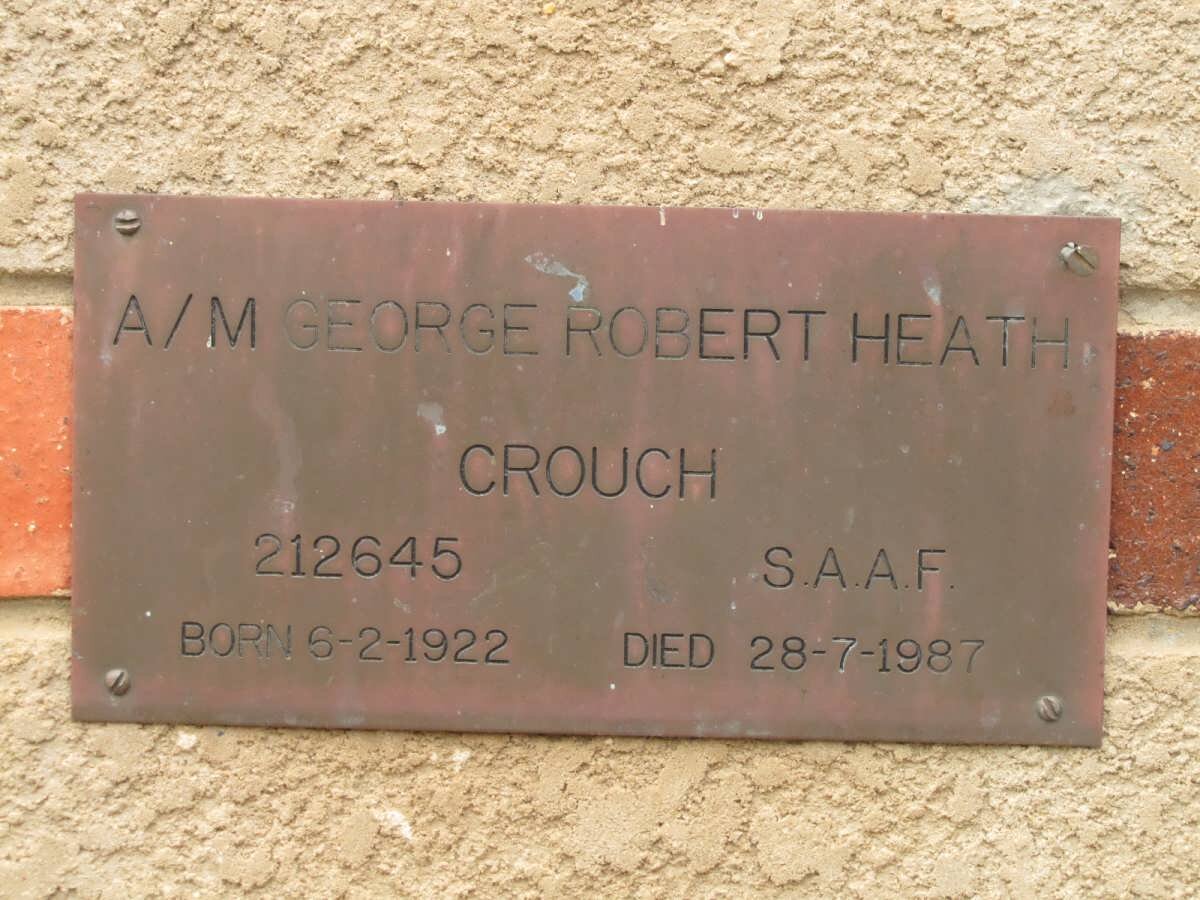 A/M GEORGE ROBERT HEATH
CROUCH
212645 S.A.A.F.
BORN 6-2-1922 DIED 28-7-1987